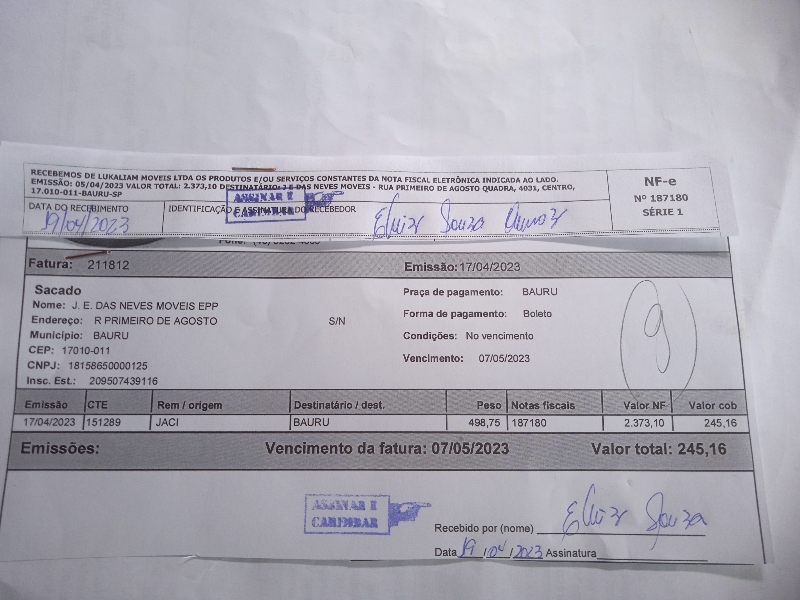 RECEBEMOS DE LUKALIAM MOVEIS LTDA OS PRODUTOS E/OU SERVIÇOS CONSTANTES DA NOTA FISCAL ELETRÔNICA INDICADA AO LADO.
EMISSÃO: 05/04/2023 VALOR TOTAL: 2.373,10 DESTINATÁRIO: J E DAS NEVES MOVEIS - RUA PRIMEIRO DE AGOSTO QUADRA, 4031, CENTRO,
17.010-011-BAURU-SP
NF-e
Nº 187180
SÉRIE 1
DATA DO RECEBIMENTO
19/04/2023
IDENTIFICAÇÃO E ASSINATURA DO RECEBEDOR
ASSINAR E
CARIMBAR
Souza
Fatura: 211812
Emissão: 17/04/2023
Sacado
Nome: J. E. DAS NEVES MOVEIS EPP
Endereço: R PRIMEIRO DE AGOSTO S/N
Município: BAURU
CEP: 17010-011
CNPJ: 18158650000125
Insc. Est.: 209507439116
Praça de pagamento: BAURU
Forma de pagamento: Boleto
Condições: No vencimento
Vencimento: 07/05/2023
9
Emissão CTE Rem / origem Destinatário / dest. Peso Notas fiscais Valor NF Valor cob
17/04/2023 151289 JACI BAURU 498,75 187180 2.373,10 245,16
Emissões: Vencimento da fatura: 07/05/2023 Valor total: 245,16
ASSINAR E
CARIMBAR
Recebido por (nome) Souza
Data 19/04/2023 Assinatura